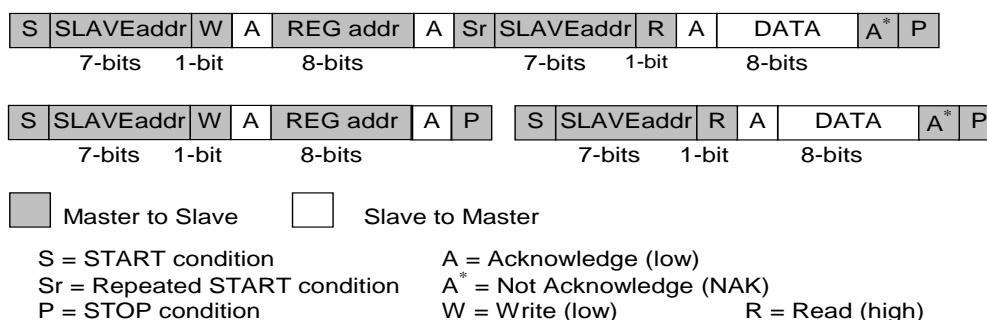 S SLAVEaddr W A REG addr A Sr SLAVEaddr R A DATA A* P
7-bits 1-bit 8-bits 7-bits 1-bit 8-bits
S SLAVEaddr W A REG addr A P S SLAVEaddr R A DATA A* P
7-bits 1-bit 8-bits 7-bits 1-bit 8-bits
Master to Slave Slave to Master
S = START condition A = Acknowledge (low)
Sr = Repeated START condition A* = Not Acknowledge (NAK)
P = STOP condition W = Write (low) R = Read (high)